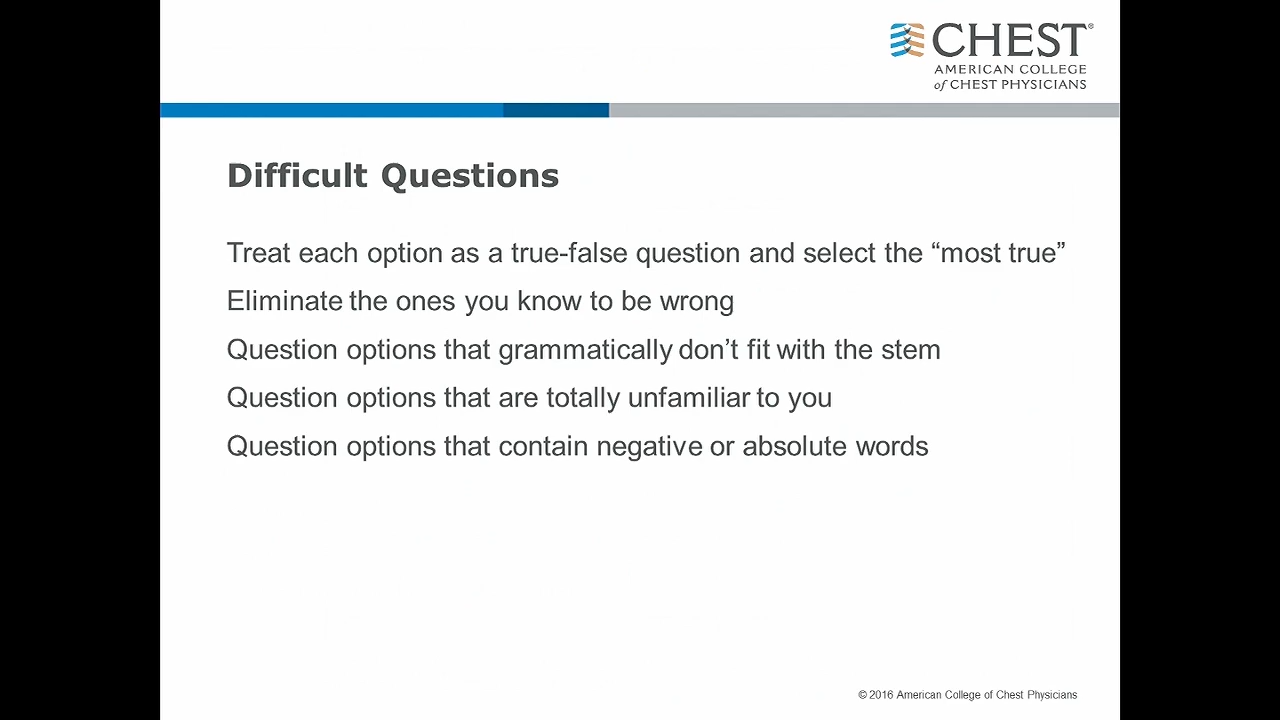 CHEST®
AMERICAN COLLEGE
of CHEST PHYSICIANS
Difficult Questions
Treat each option as a true-false question and select the “most true”
Eliminate the ones you know to be wrong
Question options that grammatically don’t fit with the stem
Question options that are totally unfamiliar to you
Question options that contain negative or absolute words
© 2016 American College of Chest Physicians